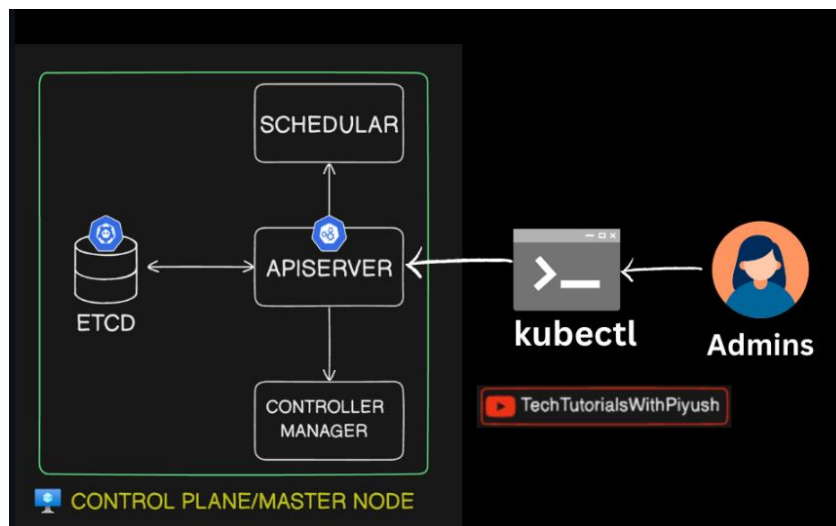 SCHEDULAR
ETCD
APISERVER
CONTROLLER
MANAGER
CONTROL PLANE/MASTER NODE
kubectl
Admins
TechTutorialsWithPiyush